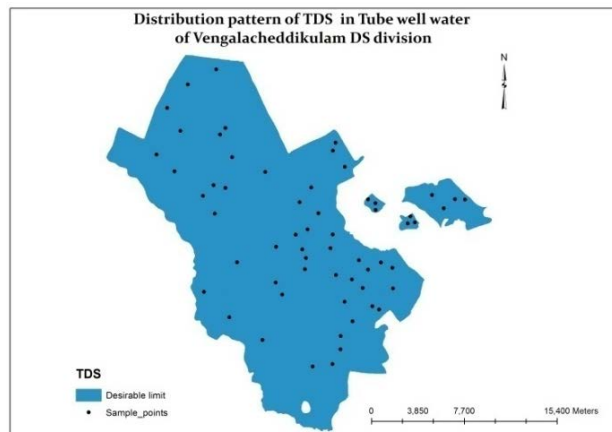 Distribution pattern of TDS in Tube well water
of Vengalacheddikulam DS division
N
TDS
Desirable limit
Sample_points
0 3,850 7,700 15,400 Meters